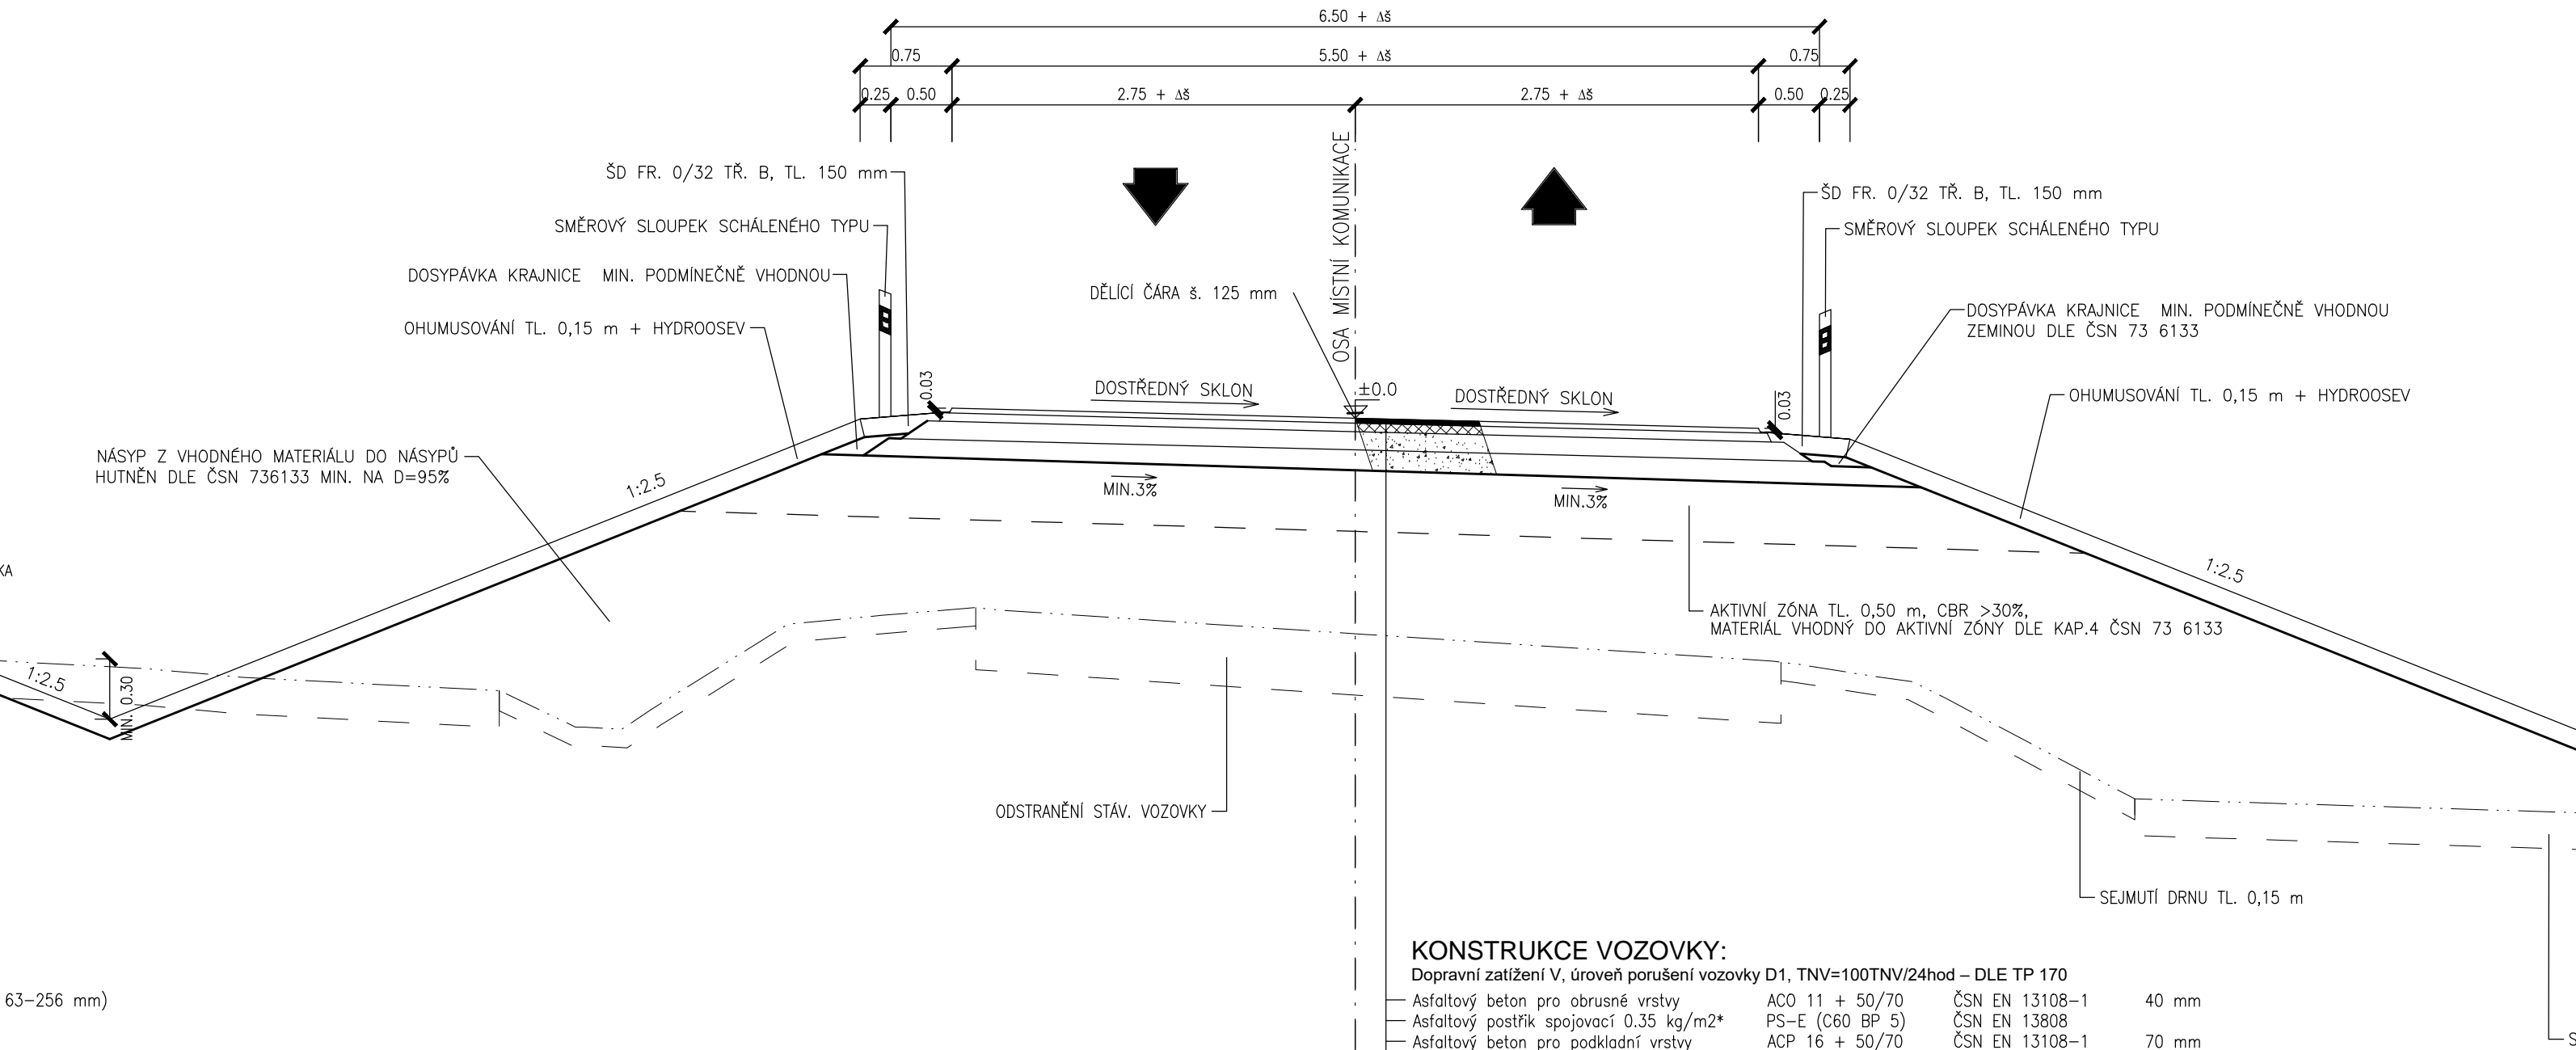 6.50 + Δš
0.75
5.50 + Δš
0.75
0.25
0.50
2.75 + Δš
2.75 + Δš
0.50
0.25
OSA MÍSTNÍ KOMUNIKACE
ŠD FR. 0/32 TŘ. B, TL. 150 mm
SMĚROVÝ SLOUPEK SCHÁLENÉHO TYPU
DOSYPÁVKA KRAJNICE MIN. PODMÍNEČNĚ VHODNOU
OHUMUSOVÁNÍ TL. 0,15 m + HYDROOSEV
DĚLÍCÍ ČÁRA š. 125 mm
ŠD FR. 0/32 TŘ. B, TL. 150 mm
SMĚROVÝ SLOUPEK SCHÁLENÉHO TYPU
DOSYPÁVKA KRAJNICE MIN. PODMÍNEČNĚ VHODNOU
ZEMINOU DLE ČSN 73 6133
OHUMUSOVÁNÍ TL. 0,15 m + HYDROOSEV
0.03
DOSTŘEDNÝ SKLON
±0.0
DOSTŘEDNÝ SKLON
0.03
NÁSYP Z VHODNÉHO MATERIÁLU DO NÁSYPŮ
HUTNĚN DLE ČSN 736133 MIN. NA D=95%
1:2.5
MIN.3%
MIN.3%
1:2.5
KA
AKTIVNÍ ZÓNA TL. 0,50 m, CBR >30%,
MATERIÁL VHODNÝ DO AKTIVNÍ ZÓNY DLE KAP.4 ČSN 73 6133
1:2.5
MIN. 0.30
ODSTRANĚNÍ STÁV. VOZOVKY
SEJMUTÍ DRNU TL. 0,15 m
63-256 mm)
KONSTRUKCE VOZOVKY:
Dopravní zatížení V, úroveň porušení vozovky D1, TNV=100TNV/24hod – DLE TP 170
Asfaltový beton pro obrusné vrstvy ACO 11 + 50/70 ČSN EN 13108-1 40 mm
Asfaltový postřik spojovací 0.35 kg/m2* PS-E (C60 BP 5) ČSN EN 13808
Asfaltový beton pro podkladní vrstvy ACP 16 + 50/70 ČSN EN 13108-1 70 mm